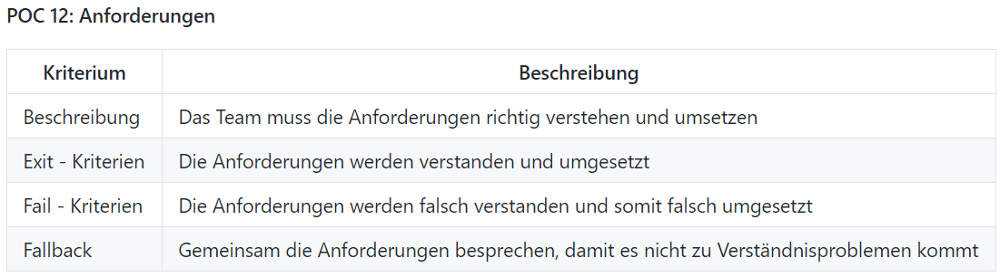 POC 12: Anforderungen
Kriterium Beschreibung
Beschreibung Das Team muss die Anforderungen richtig verstehen und umsetzen
Exit - Kriterien Die Anforderungen werden verstanden und umgesetzt
Fail - Kriterien Die Anforderungen werden falsch verstanden und somit falsch umgesetzt
Fallback Gemeinsam die Anforderungen besprechen, damit es nicht zu Verständnisproblemen kommt